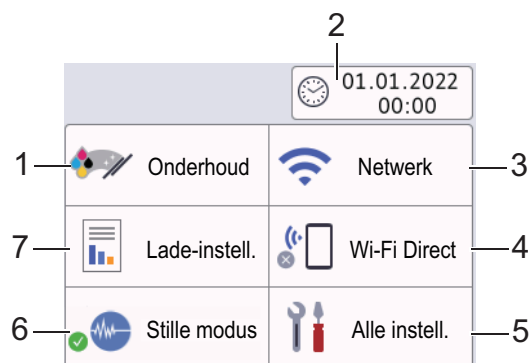 2
01.01.2022
00:00
1 Onderhoud Netwerk 3
7 Lade-instell. Wi-Fi Direct 4
6 Stille modus Alle instell. 5